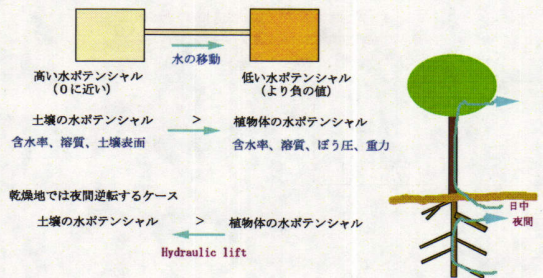 水の移動
高い水ポテンシャル
(0に近い)
低い水ポテンシャル
(より負の値)
土壌の水ポテンシャル > 植物体の水ポテンシャル
含水率、溶質、土壌表面
含水率、溶質、ぼう圧、重力
乾燥地では夜間逆転するケース
土壌の水ポテンシャル > 植物体の水ポテンシャル
Hydraulic lift
日中
夜間